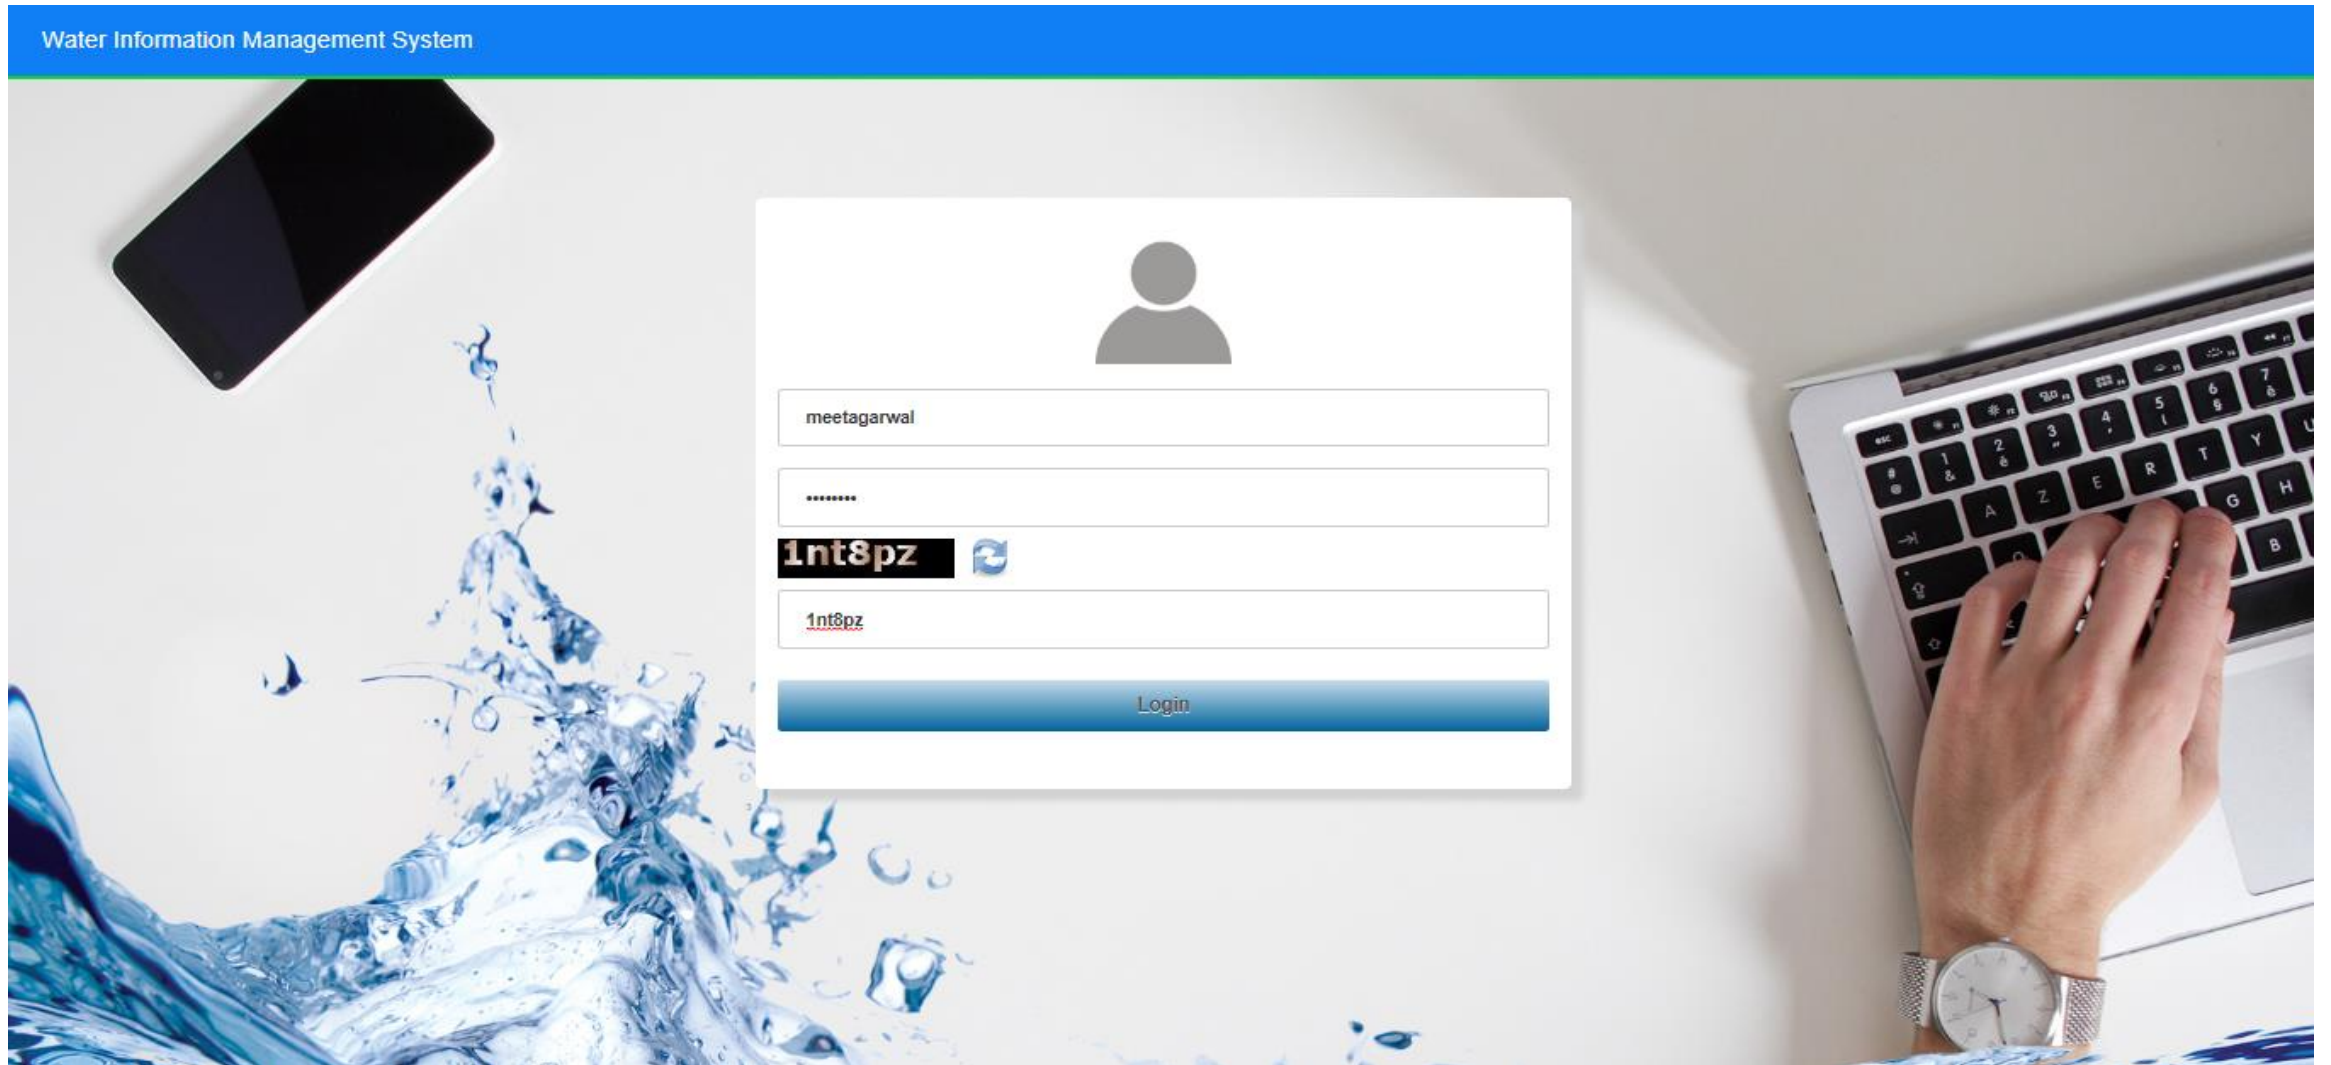 Water Information Management System
meetagarwal
••••••••
1nt8pz
1nt8pz
Login